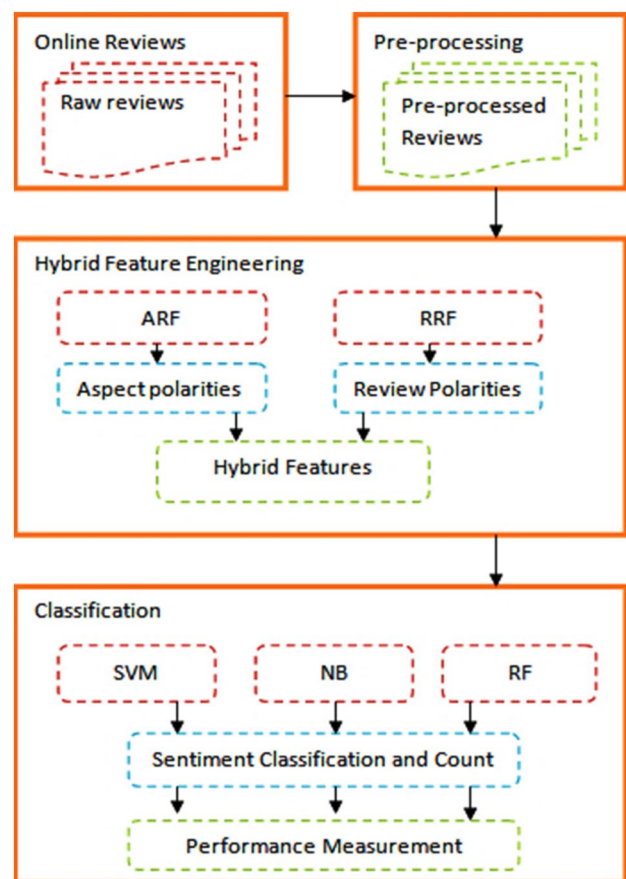 Online Reviews
Raw reviews
Pre-processing
Pre-processed
Reviews
Hybrid Feature Engineering
ARF
RRF
Aspect polarities
Review Polarities
Hybrid Features
Classification
SVM
NB
RF
Sentiment Classification and Count
Performance Measurement